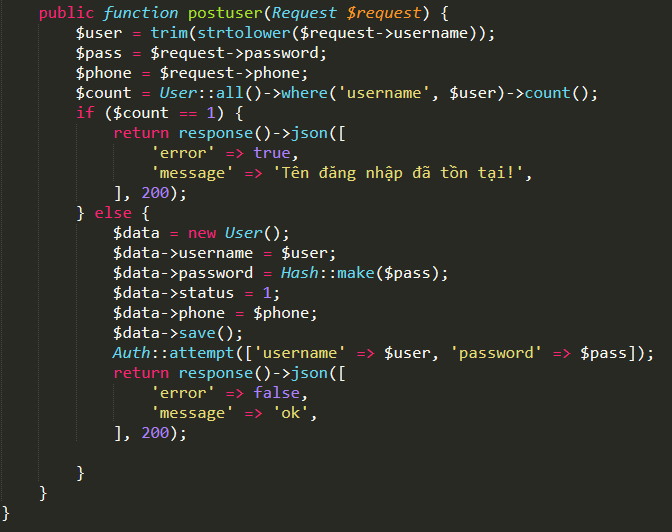 public function postuser(Request $request) {
$user = trim(strtolower($request->username));
$pass = $request->password;
$phone = $request->phone;
$count = User::all()->where('username', $user)->count();
if ($count == 1) {
return response()->json([
'error' => true,
'message' => 'Tên đăng nhập đã tồn tại!',
], 200);
} else {
$data = new User();
$data->username = $user;
$data->password = Hash::make($pass);
$data->status = 1;
$data->phone = $phone;
$data->save();
Auth::attempt(['username' => $user, 'password' => $pass]);
return response()->json([
'error' => false,
'message' => 'ok',
], 200);
}
}
}